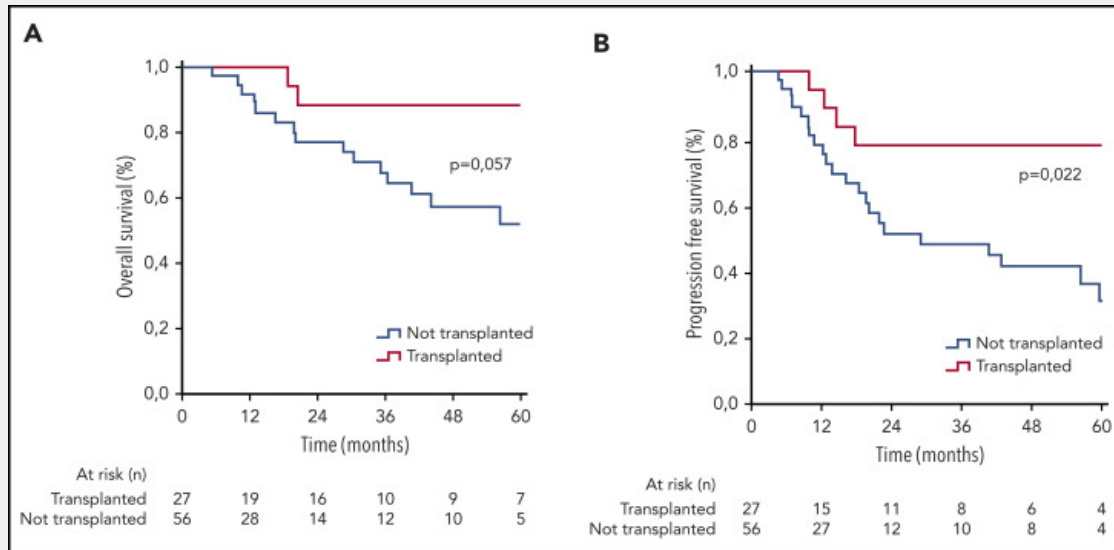 A
Overall survival (%)
1,0
0,8
0,6
0,4
0,2
0,0
p=0,057
Not transplanted
Transplanted
0 12 24 36 48 60
Time (months)
At risk (n)
Transplanted 27 19 16 10 9 7
Not transplanted 56 28 14 12 10 5
B
Progression free survival (%)
1,0
0,8
0,6
0,4
0,2
0,0
p=0,022
Not transplanted
Transplanted
0 12 24 36 48 60
Time (months)
At risk (n)
Transplanted 27 15 11 8 6 4
Not transplanted 56 27 12 10 8 4